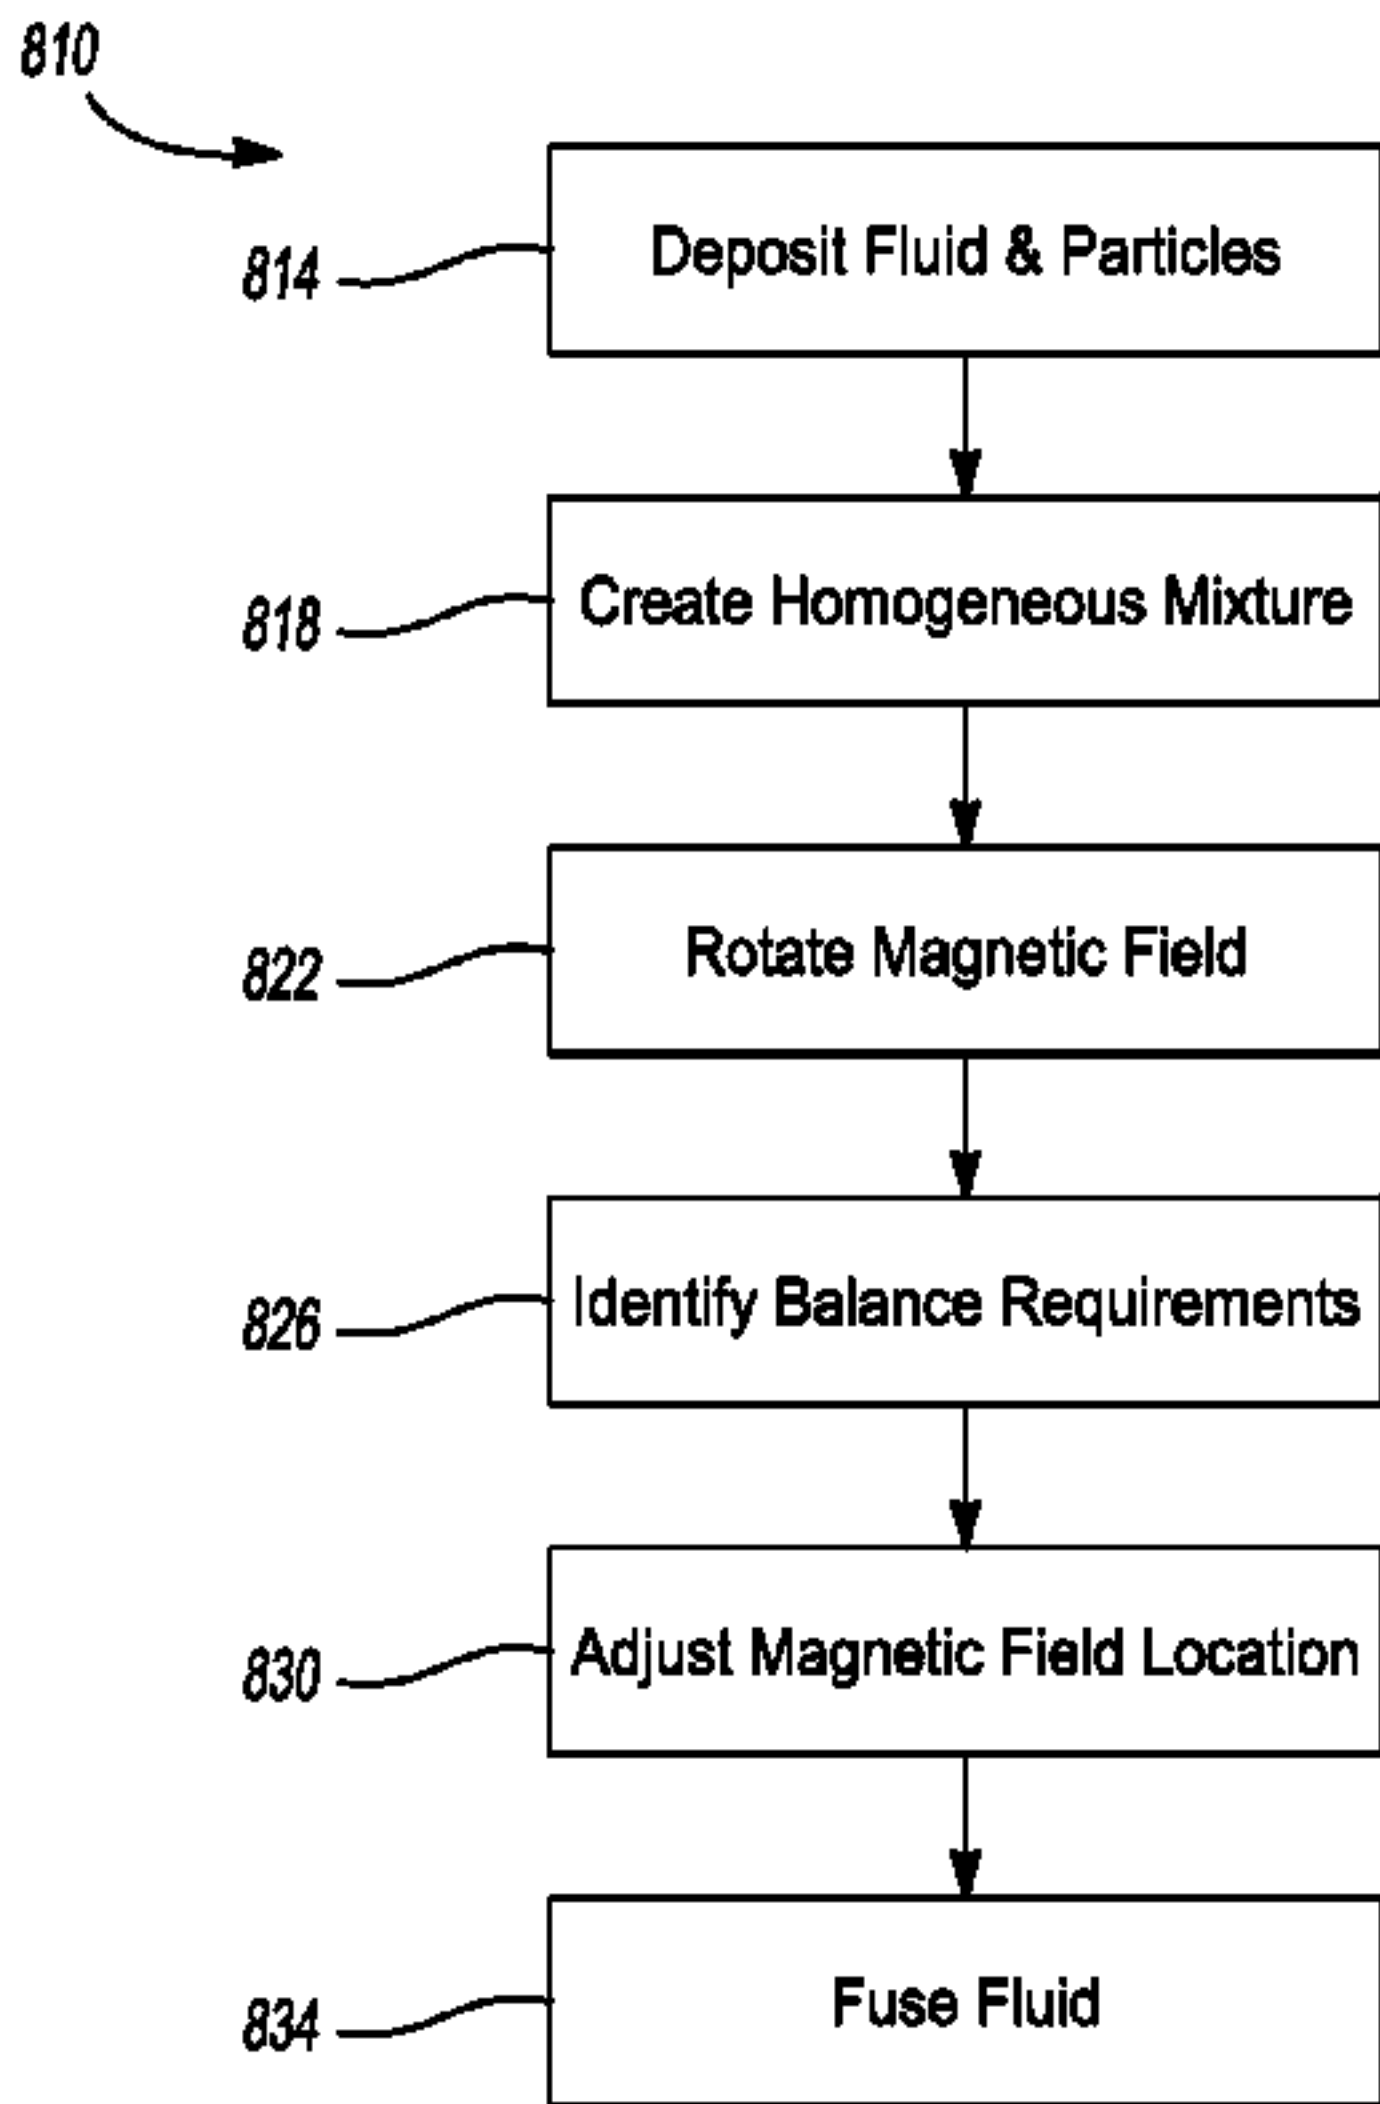 810
814
Deposit Fluid & Particles
818
Create Homogeneous Mixture
822
Rotate Magnetic Field
826
Identify Balance Requirements
830
Adjust Magnetic Field Location
834
Fuse Fluid